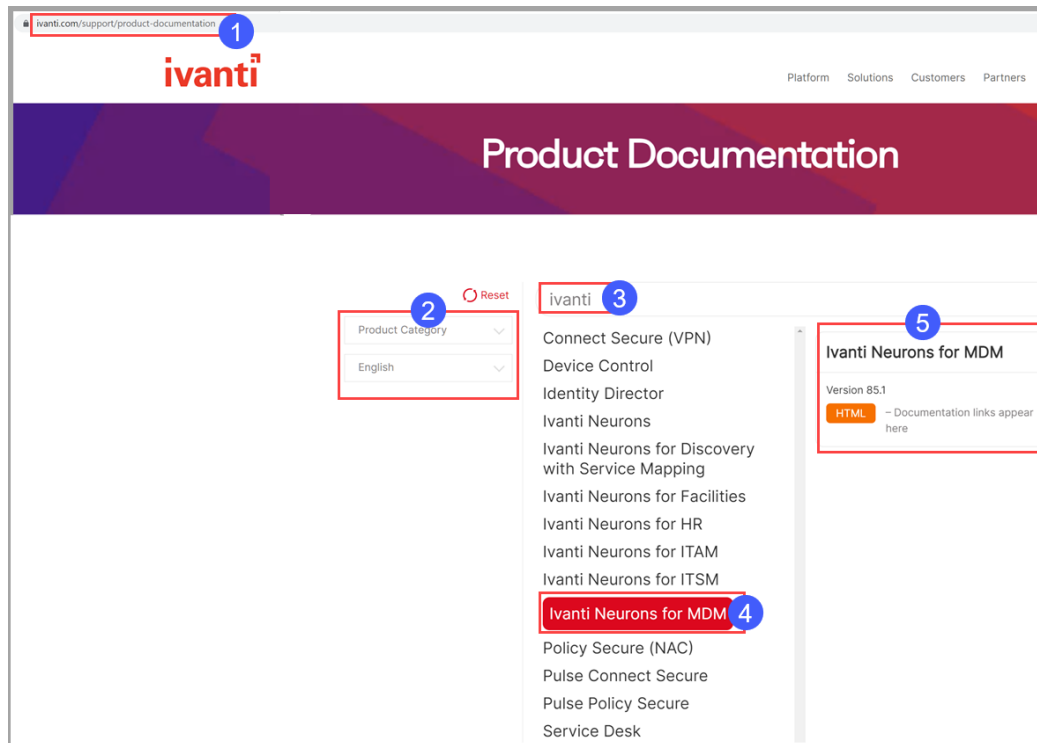 ivanti.com/support/product-documentation
1
ivanti
Platform Solutions Customers Partners
Product Documentation
Reset
2
Product Category
English
ivanti 3
Connect Secure (VPN)
Device Control
Identity Director
Ivanti Neurons
Ivanti Neurons for Discovery
with Service Mapping
Ivanti Neurons for Facilities
Ivanti Neurons for HR
Ivanti Neurons for ITAM
Ivanti Neurons for ITSM
Ivanti Neurons for MDM 4
Policy Secure (NAC)
Pulse Connect Secure
Pulse Policy Secure
Service Desk
5
Ivanti Neurons for MDM
Version 85.1
HTML – Documentation links appear
here